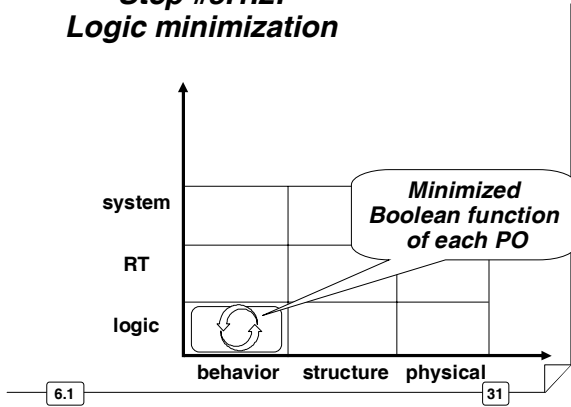 Logic minimization
Minimized
Boolean function
of each PO
system
RT
logic
behavior structure physical
6.1
31